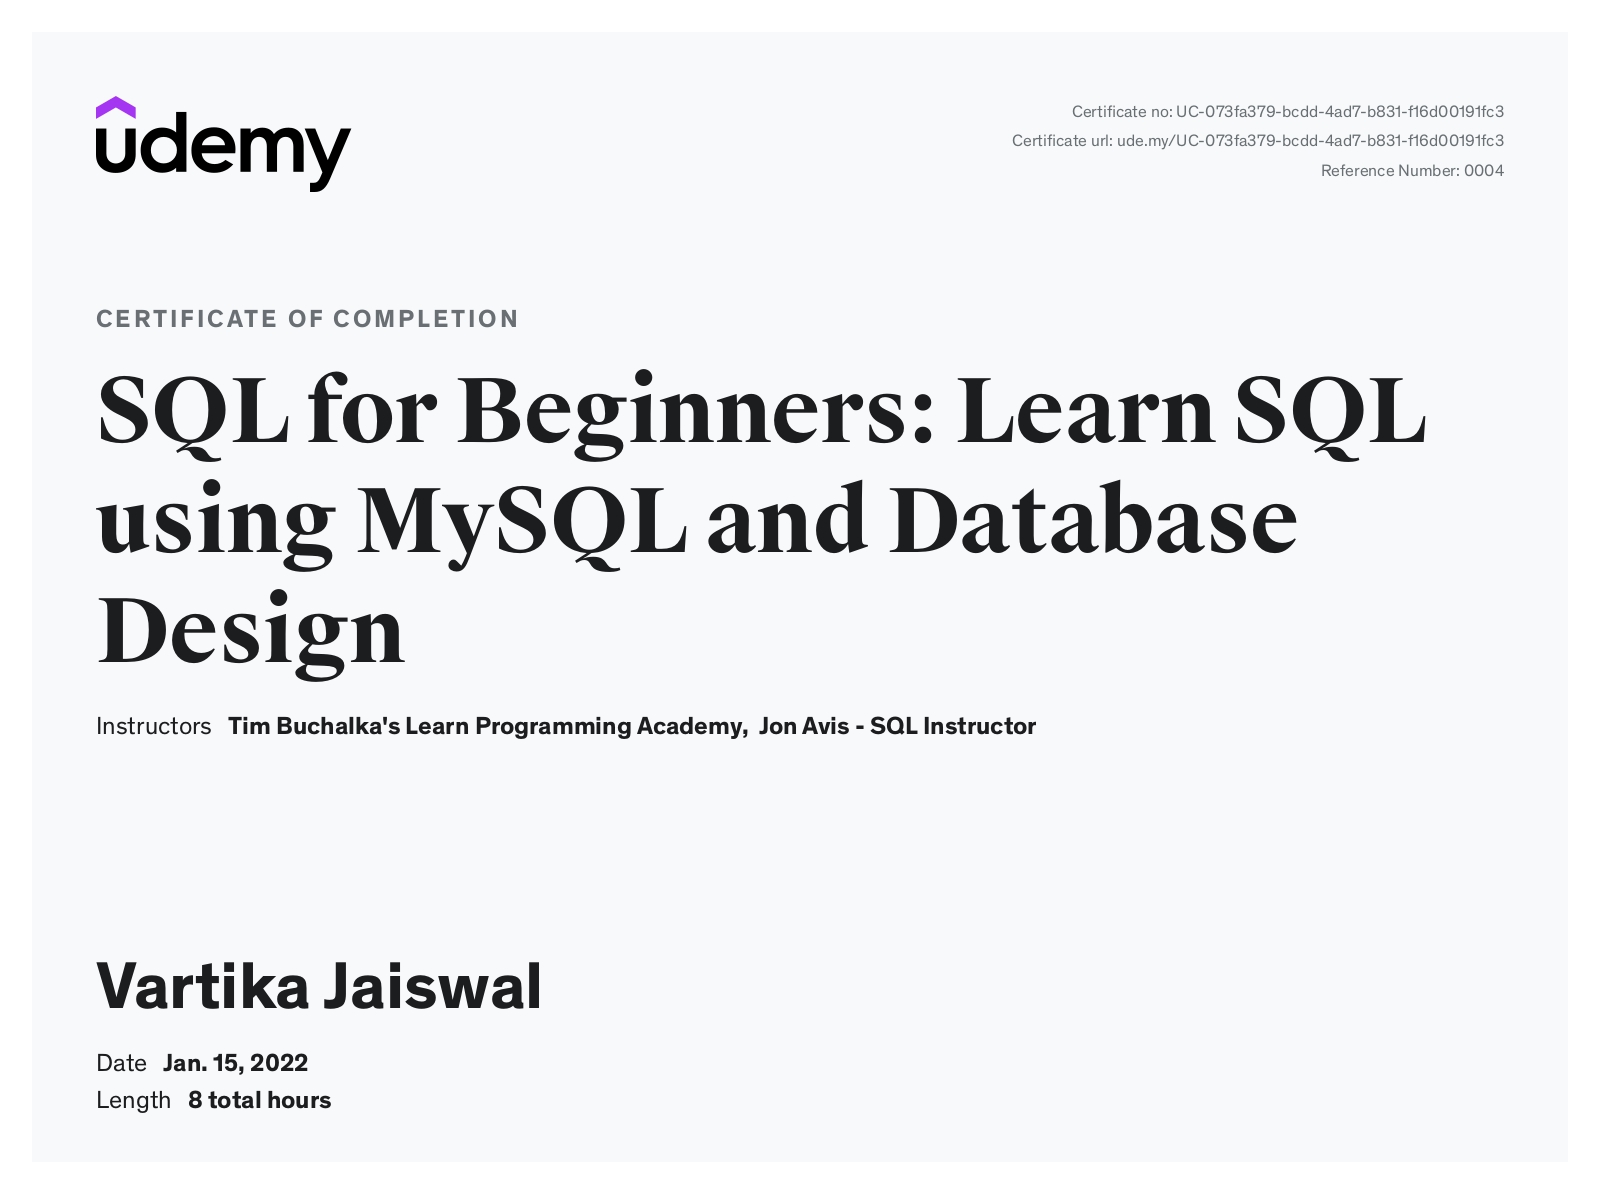 udemy
Certificate no: UC-073fa379-bcdd-4ad7-b831-f16d00191fc3
Certificate url: ude.my/UC-073fa379-bcdd-4ad7-b831-f16d00191fc3
Reference Number: 0004
CERTIFICATE OF COMPLETION
SQL for Beginners: Learn SQL
using MySQL and Database
Design
Instructors Tim Buchalka's Learn Programming Academy, Jon Avis - SQL Instructor
Vartika Jaiswal
Date Jan. 15, 2022
Length 8 total hours